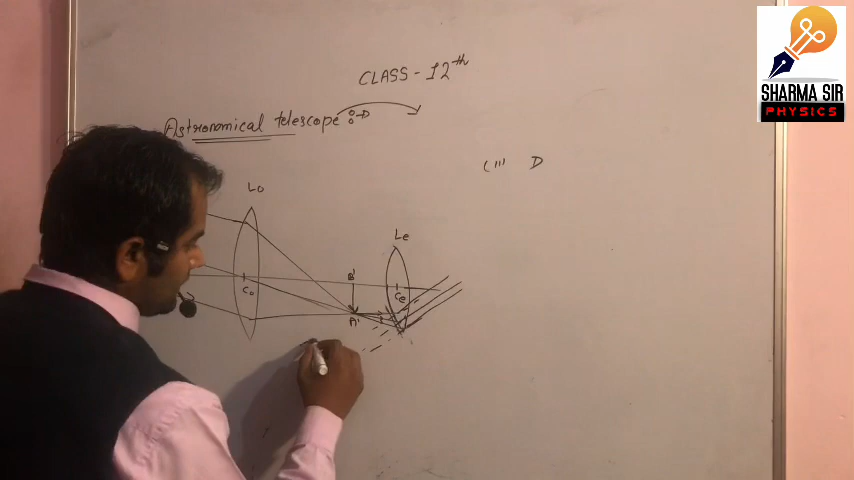 CLASS-12th
SHARMA SIR
PHYSICS
Astronomical telescope
D
Lo
Le
B'
Co
Ce
A'